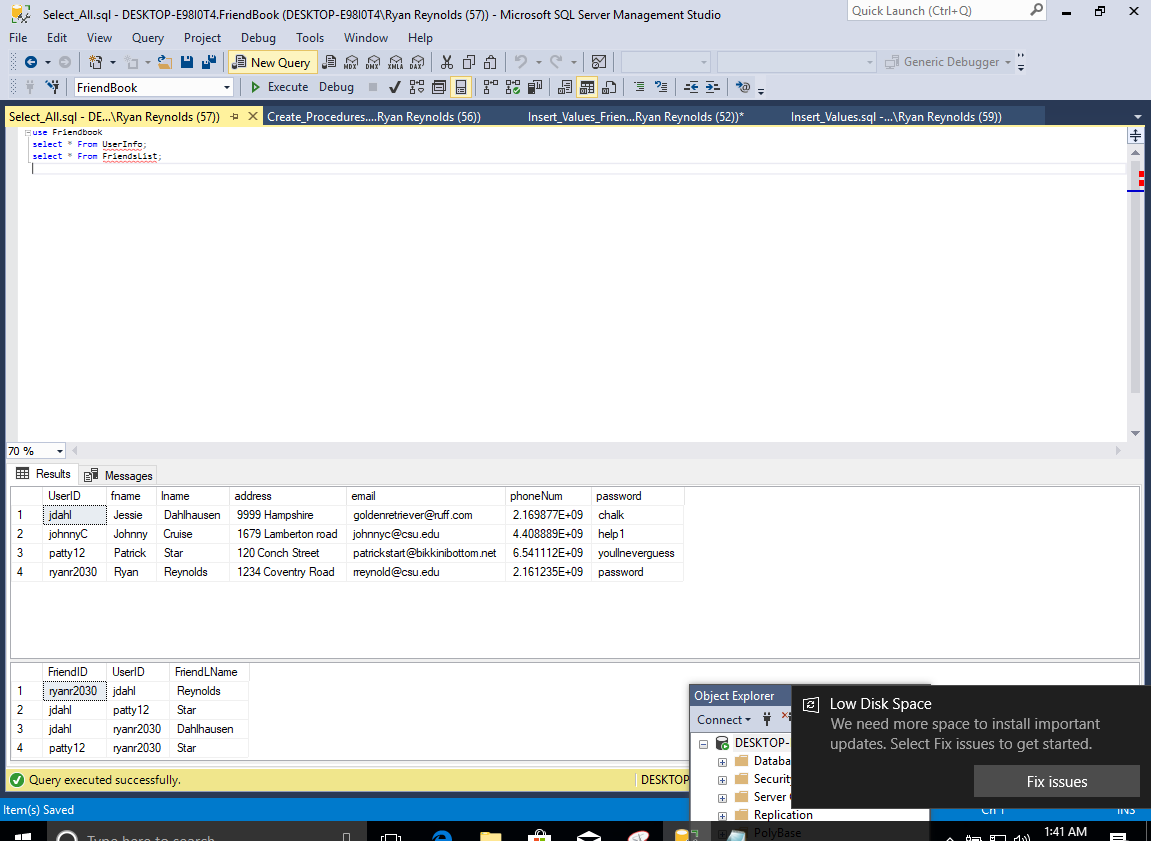 Select_All.sql - DESKTOP-E98I0T4.FriendBook (DESKTOP-E98I0T4\Ryan Reynolds (57)) - Microsoft SQL Server Management Studio
Quick Launch (Ctrl+Q)
File Edit View Query Project Debug Tools Window Help
New Query MDX DMX XMLA DAX Generic Debugger
FriendBook Execute Debug
Select_All.sql - DE...\Ryan Reynolds (57)) Create_Procedures....Ryan Reynolds (56)) Insert_Values_Frien...Ryan Reynolds (52))* Insert_Values.sql -...\Ryan Reynolds (59))
use Friendbook
select * From UserInfo;
select * From FriendsList;
70 %
Results Messages
UserID fname lname address email phoneNum password
1 jdahl Jessie Dahlhausen 9999 Hampshire goldenretriever@ruff.com 2.169877E+09 chalk
2 johnnyC Johnny Cruise 1679 Lamberton road johnnyc@csu.edu 4.408889E+09 help1
3 patty12 Patrick Star 120 Conch Street patrickstart@bikkinibottom.net 6.541112E+09 youllneverguess
4 ryanr2030 Ryan Reynolds 1234 Coventry Road rreynold@csu.edu 2.161235E+09 password
FriendID UserID FriendLName
1 ryanr2030 jdahl Reynolds
2 jdahl patty12 Star
3 jdahl ryanr2030 Dahlhausen
4 patty12 ryanr2030 Star
Object Explorer
Connect
DESKTOP-
Databa
Security
Server
Replication
PolyBase
Low Disk Space
We need more space to install important
updates. Select Fix issues to get started.
Fix issues
Query executed successfully. DESKTOP
Item(s) Saved Ch 1 INS
Type here to search
1:41 AM